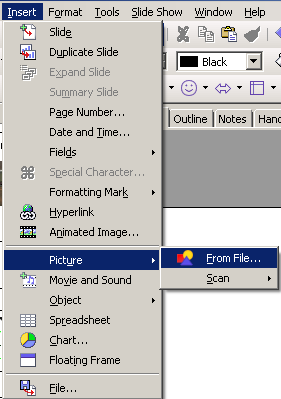 Insert Format Tools Slide Show Window Help
Slide
Duplicate Slide
Expand Slide
Summary Slide
Page Number...
Date and Time...
Fields
Special Character...
Formatting Mark
Hyperlink
Animated Image...
Picture
Movie and Sound
Object
Spreadsheet
Chart...
Floating Frame
File...
Black
Outline Notes Hand
From File...
Scan